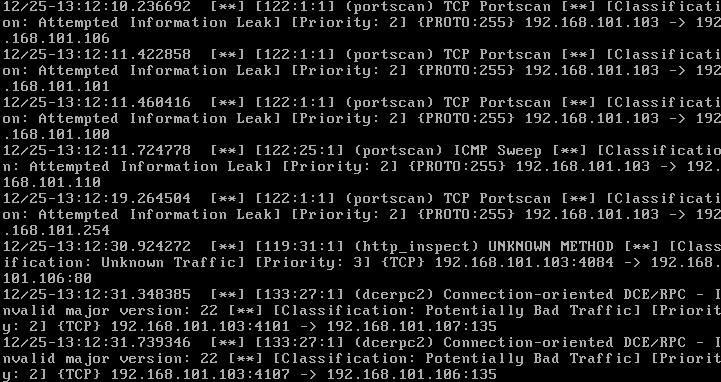 12/25-13:12:10.236692  [**] [122:1:1] (portscan) TCP Portscan [**] [Classificati
on: Attempted Information Leak] [Priority: 2] {PROTO:255} 192.168.101.103 -> 192
.168.101.106
12/25-13:12:11.422858  [**] [122:1:1] (portscan) TCP Portscan [**] [Classificati
on: Attempted Information Leak] [Priority: 2] {PROTO:255} 192.168.101.103 -> 192
.168.101.101
12/25-13:12:11.460416  [**] [122:1:1] (portscan) TCP Portscan [**] [Classificati
on: Attempted Information Leak] [Priority: 2] {PROTO:255} 192.168.101.103 -> 192
.168.101.100
12/25-13:12:11.724778  [**] [122:25:1] (portscan) ICMP Sweep [**] [Classificatio
n: Attempted Information Leak] [Priority: 2] {PROTO:255} 192.168.101.103 -> 192.
168.101.110
12/25-13:12:19.264504  [**] [122:1:1] (portscan) TCP Portscan [**] [Classificati
on: Attempted Information Leak] [Priority: 2] {PROTO:255} 192.168.101.103 -> 192
.168.101.254
12/25-13:12:30.924272  [**] [119:31:1] (http_inspect) UNKNOWN METHOD [**] [Class
ification: Unknown Traffic] [Priority: 3] {TCP} 192.168.101.103:4084 -> 192.168.
101.106:80
12/25-13:12:31.348385  [**] [133:27:1] (dcerpc2) Connection-oriented DCE/RPC - I
nvalid major version: 22 [**] [Classification: Potentially Bad Traffic] [Priorit
y: 2] {TCP} 192.168.101.103:4101 -> 192.168.101.107:135
12/25-13:12:31.739346  [**] [133:27:1] (dcerpc2) Connection-oriented DCE/RPC - I
nvalid major version: 22 [**] [Classification: Potentially Bad Traffic] [Priorit
y: 2] {TCP} 192.168.101.103:4107 -> 192.168.101.106:135